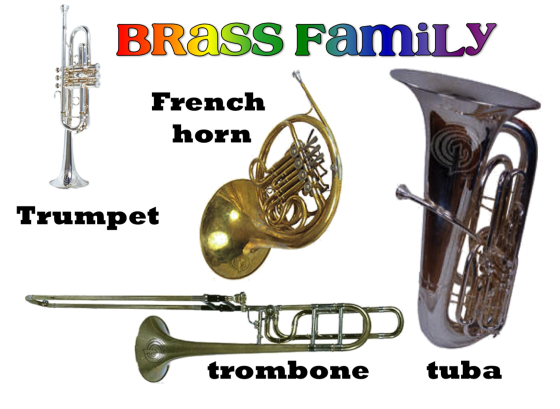 BRASS FAMiLY
French
horn
Trumpet
trombone
tuba